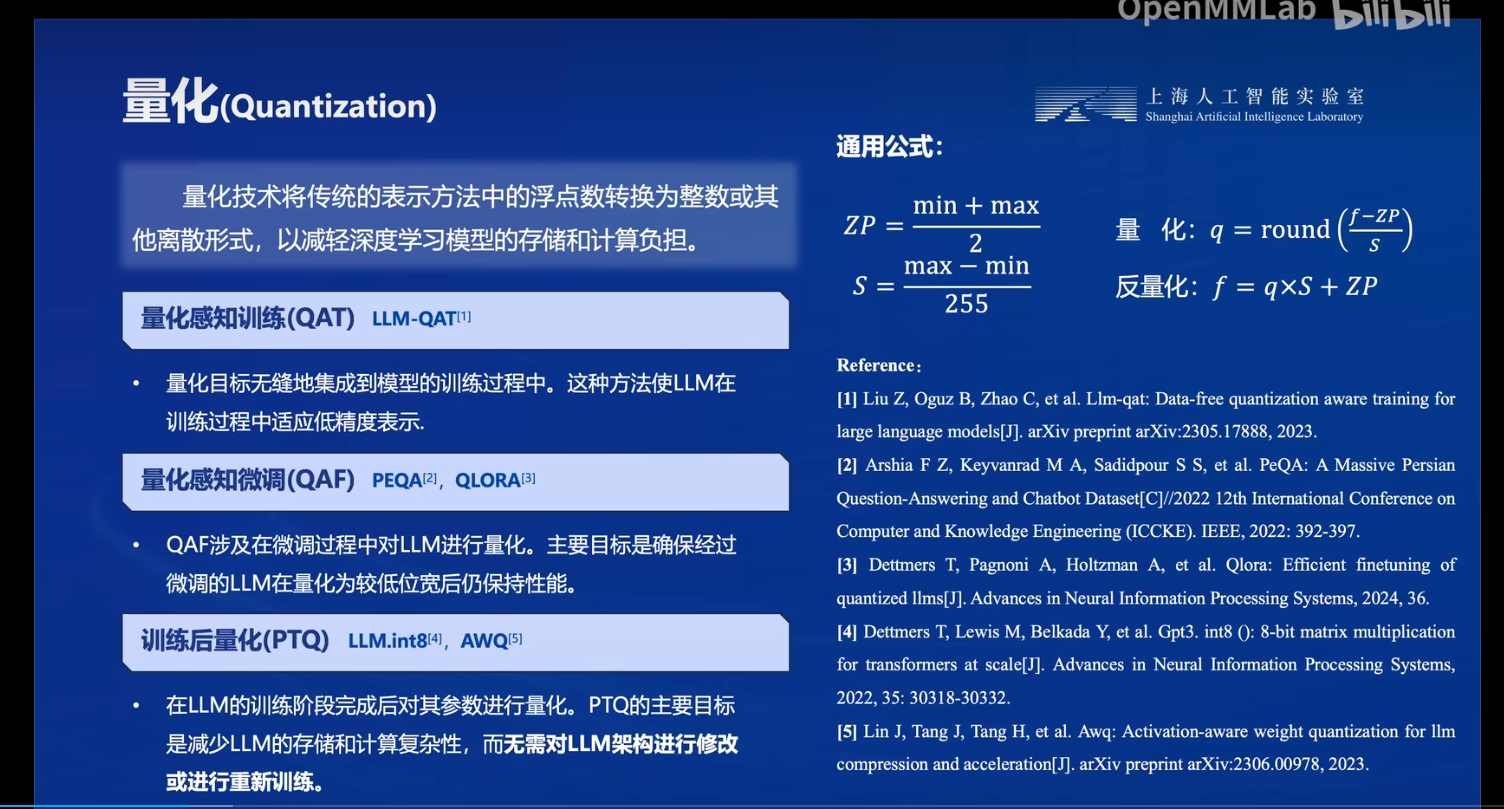 OpenMMLab bilibili
量化(Quantization)
上海人工智能实验室
Shanghai Artificial Intelligence Laboratory
量化技术将传统的表示方法中的浮点数转换为整数或其
他离散形式，以减轻深度学习模型的存储和计算负担。
量化感知训练(QAT) LLM-QAT[1]
• 量化目标无缝地集成到模型的训练过程中。这种方法使LLM在
训练过程中适应低精度表示.
量化感知微调(QAF) PEQA[2]，QLORA[3]
• QAF涉及在微调过程中对LLM进行量化。主要目标是确保经过
微调的LLM在量化为较低位宽后仍保持性能。
训练后量化(PTQ) LLM.int8[4]，AWQ[5]
• 在LLM的训练阶段完成后对其参数进行量化。PTQ的主要目标
是减少LLM的存储和计算复杂性，而无需对LLM架构进行修改
或进行重新训练。
通用公式：
ZP = (min + max)/2
S = (max − min)/255
量 化：q = round((f−ZP)/S)
反量化：f = q×S + ZP
Reference：
[1] Liu Z, Oguz B, Zhao C, et al. Llm-qat: Data-free quantization aware training for
large language models[J]. arXiv preprint arXiv:2305.17888, 2023.
[2] Arshia F Z, Keyvanrad M A, Sadidpour S S, et al. PeQA: A Massive Persian
Question-Answering and Chatbot Dataset[C]//2022 12th International Conference on
Computer and Knowledge Engineering (ICCKE). IEEE, 2022: 392-397.
[3] Dettmers T, Pagnoni A, Holtzman A, et al. Qlora: Efficient finetuning of
quantized llms[J]. Advances in Neural Information Processing Systems, 2024, 36.
[4] Dettmers T, Lewis M, Belkada Y, et al. Gpt3. int8 (): 8-bit matrix multiplication
for transformers at scale[J]. Advances in Neural Information Processing Systems,
2022, 35: 30318-30332.
[5] Lin J, Tang J, Tang H, et al. Awq: Activation-aware weight quantization for llm
compression and acceleration[J]. arXiv preprint arXiv:2306.00978, 2023.